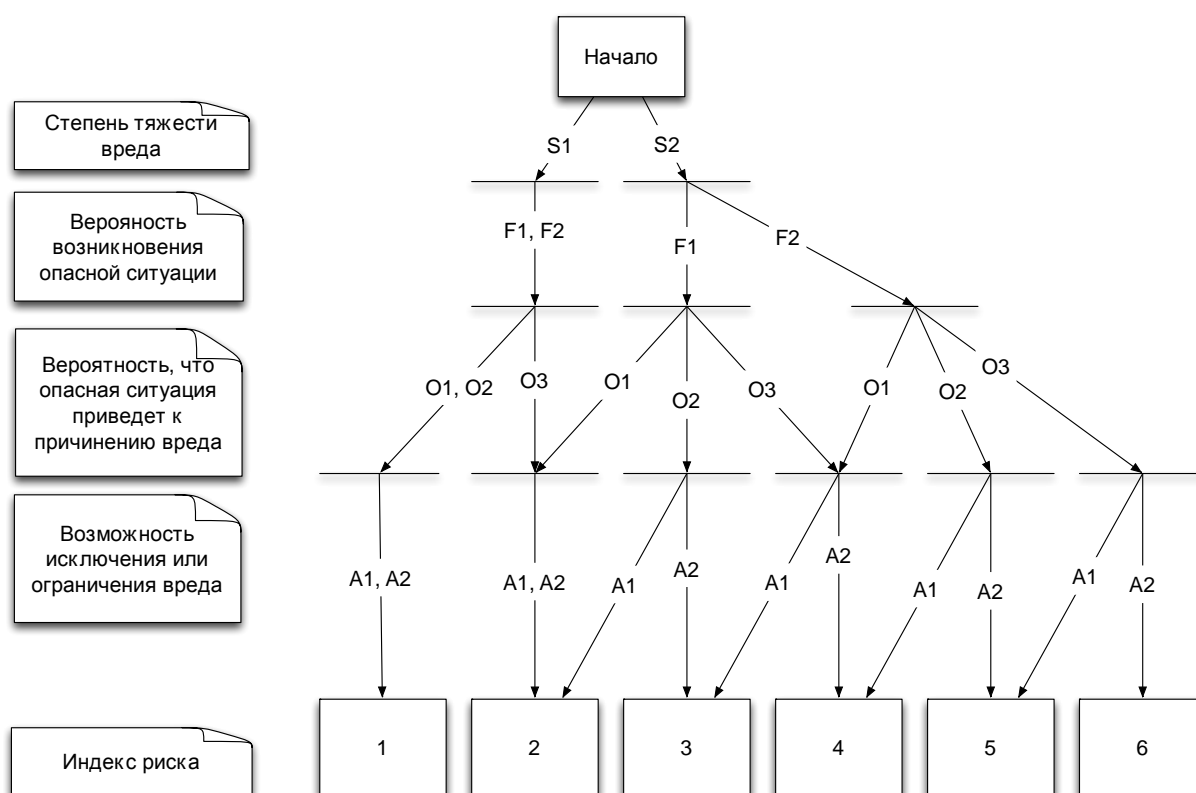 Начало
Степень тяжести
вреда
S1
S2
Верояность
возникновения
опасной ситуации
F1, F2
F1
F2
Вероятность, что
опасная ситуация
приведет к
причинению вреда
O1, O2
O3
O1
O2
O3
O1
O2
O3
Возможность
исключения или
ограничения вреда
A1, A2
A1, A2
A1
A2
A1
A2
A1
A2
A1
A2
Индекс риска
1
2
3
4
5
6